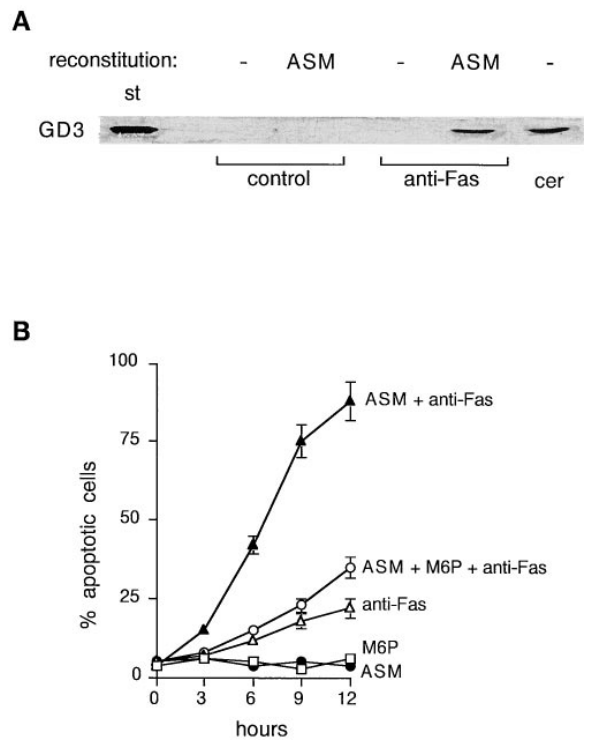 A
reconstitution: - ASM - ASM -
st
GD3
control anti-Fas cer
B
100
75
50
25
0
% apoptotic cells
ASM + anti-Fas
ASM + M6P + anti-Fas
anti-Fas
M6P
ASM
0 3 6 9 12
hours